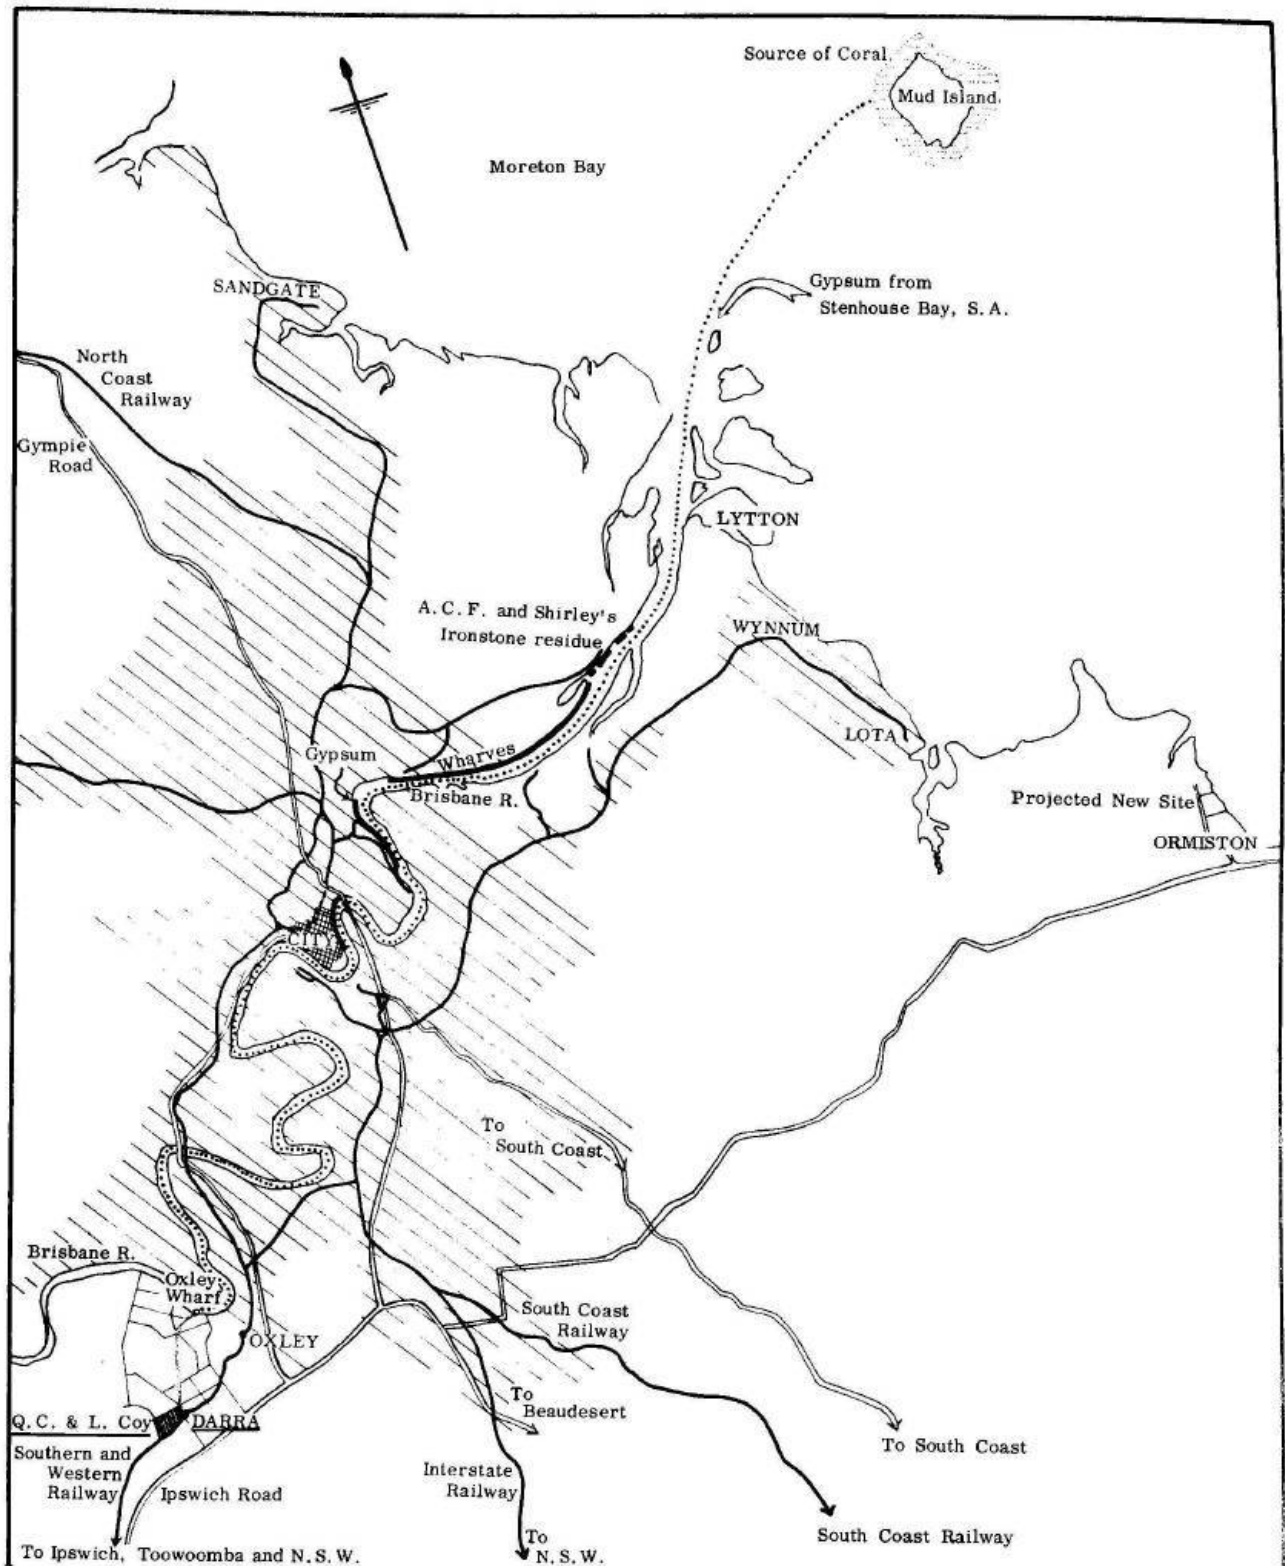 Source of Coral.
Mud Island.
Moreton Bay
SANDGATE
Gypsum from
Stenhouse Bay, S.A.
North
Coast
Railway
Gympie
Road
LYTTON
A.C.F. and Shirley's
Ironstone residue
WYNNUM
LOTA
Gypsum
Wharves
Brisbane R.
Projected New Site
ORMISTON
CITY
To
South Coast
Brisbane R.
Oxley
Wharf
OXLEY
South Coast
Railway
To
Beaudesert
Q.C. & L. Coy
DARRA
To South Coast
Southern and
Western
Railway
Ipswich Road
Interstate
Railway
South Coast Railway
To Ipswich, Toowoomba and N.S.W.
To
N.S.W.